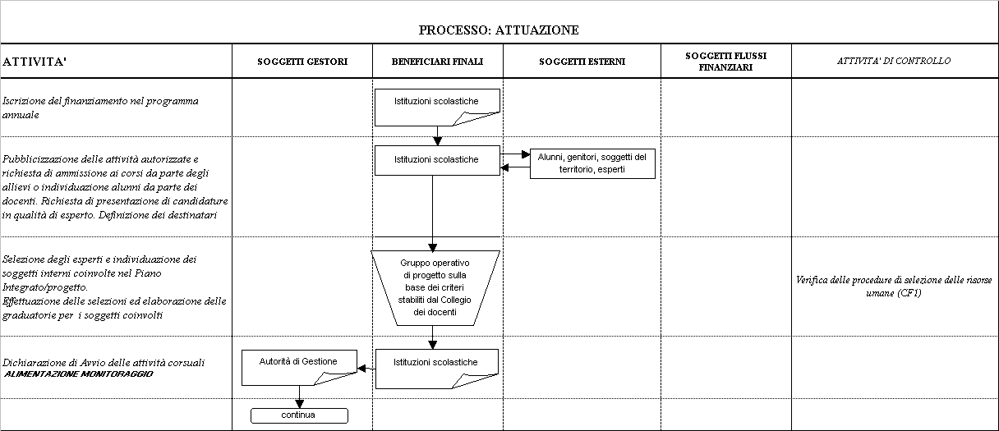 PROCESSO: ATTUAZIONE
ATTIVITA'
SOGGETTI GESTORI
BENEFICIARI FINALI
SOGGETTI ESTERNI
SOGGETTI FLUSSI
FINANZIARI
ATTIVITA' DI CONTROLLO
Iscrizione del finanziamento nel programma
annuale
Istituzioni scolastiche
Pubblicizzazione delle attività autorizzate e
richiesta di ammissione ai corsi da parte degli
allievi o individuazione alunni da parte dei
docenti. Richiesta di presentazione di candidature
in qualità di esperto. Definizione dei destinatari
Istituzioni scolastiche
Alunni, genitori, soggetti del
territorio, esperti
Selezione degli esperti e individuazione dei
soggetti interni coinvolte nel Piano
Integrato/progetto.
Effettuazione delle selezioni ed elaborazione delle
graduatorie per i soggetti coinvolti
Gruppo operativo
di progetto sulla
base dei criteri
stabiliti dal Collegio
dei docenti
Verifica delle procedure di selezione delle risorse
umane (CF1)
Dichiarazione di Avvio delle attività corsuali
ALIMENTAZIONE MONITORAGGIO
Autorità di Gestione
Istituzioni scolastiche
continua